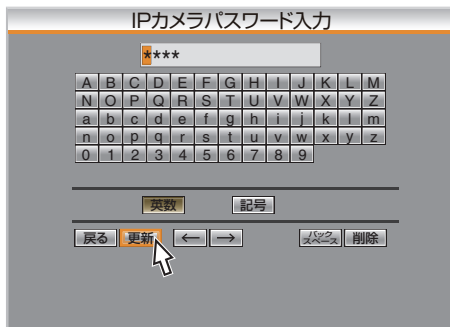 IPカメラパスワード入力
****
A B C D E F G H I J K L M
N O P Q R S T U V W X Y Z
a b c d e f g h i j k l m
n o p q r s t u v w x y z
0 1 2 3 4 5 6 7 8 9
英数 記号
戻る 更新 ← → バックスペース 削除